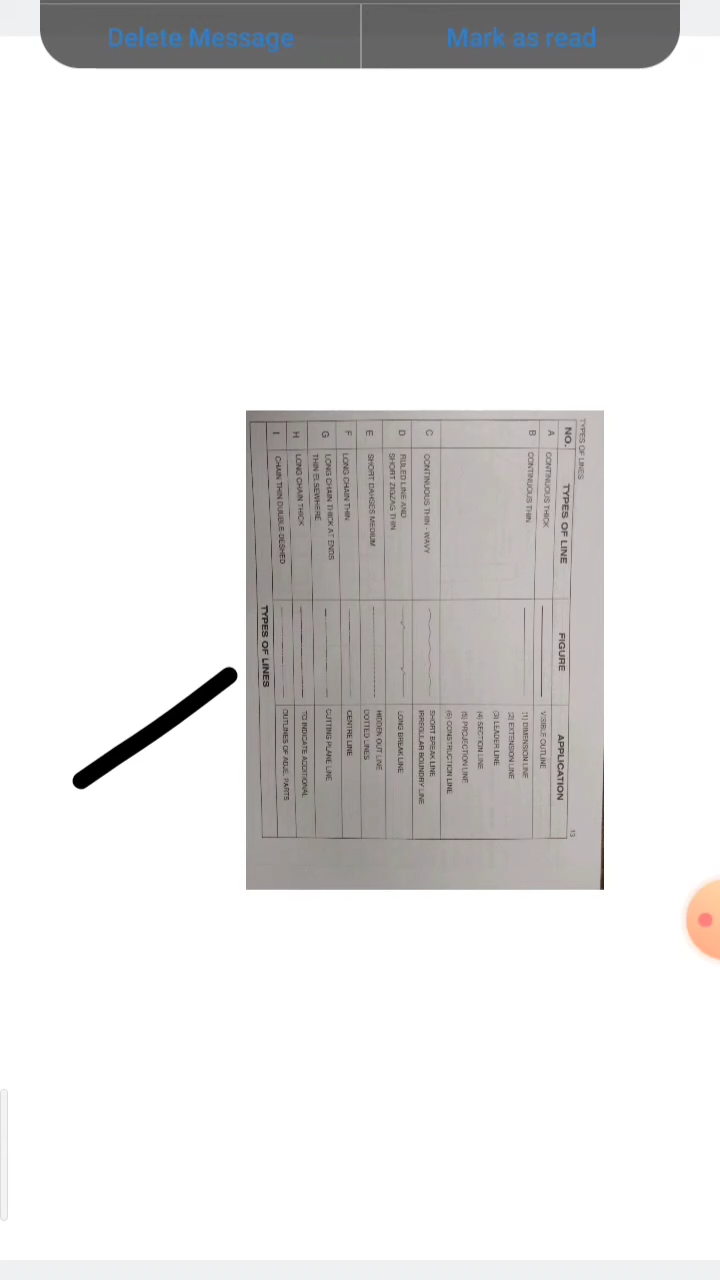 Delete Message
Mark as read
TYPES OF LINES
13
NO. TYPES OF LINE FIGURE APPLICATION
A CONTINUOUS THICK VISIBLE OUTLINE
B CONTINUOUS THIN (1) DIMENSION LINE
(2) EXTENSION LINE
(3) LEADER LINE
(4) SECTION LINE
(5) PROJECTION LINE
(6) CONSTRUCTION LINE
C CONTINUOUS THIN - WAVY SHORT BREAK LINE
IRREGULAR BOUNDRY LINE
D RULED LINE AND LONG BREAK LINE
SHORT ZIGZAG THIN
E SHORT DAHSES MEDIUM HIDDEN OUT LINE
DOTTED LINES
F LONG CHAIN THIN CENTRE LINE
G LONG CHAIN THICK AT ENDS CUTTING PLANE LINE
THIN ELSEWHERE
H LONG CHAIN THICK TO INDICATE ADDITIONAL
I CHAIN THIN DOUBLE DESHED OUTLINES OF ADJE. PARTS
TYPES OF LINES